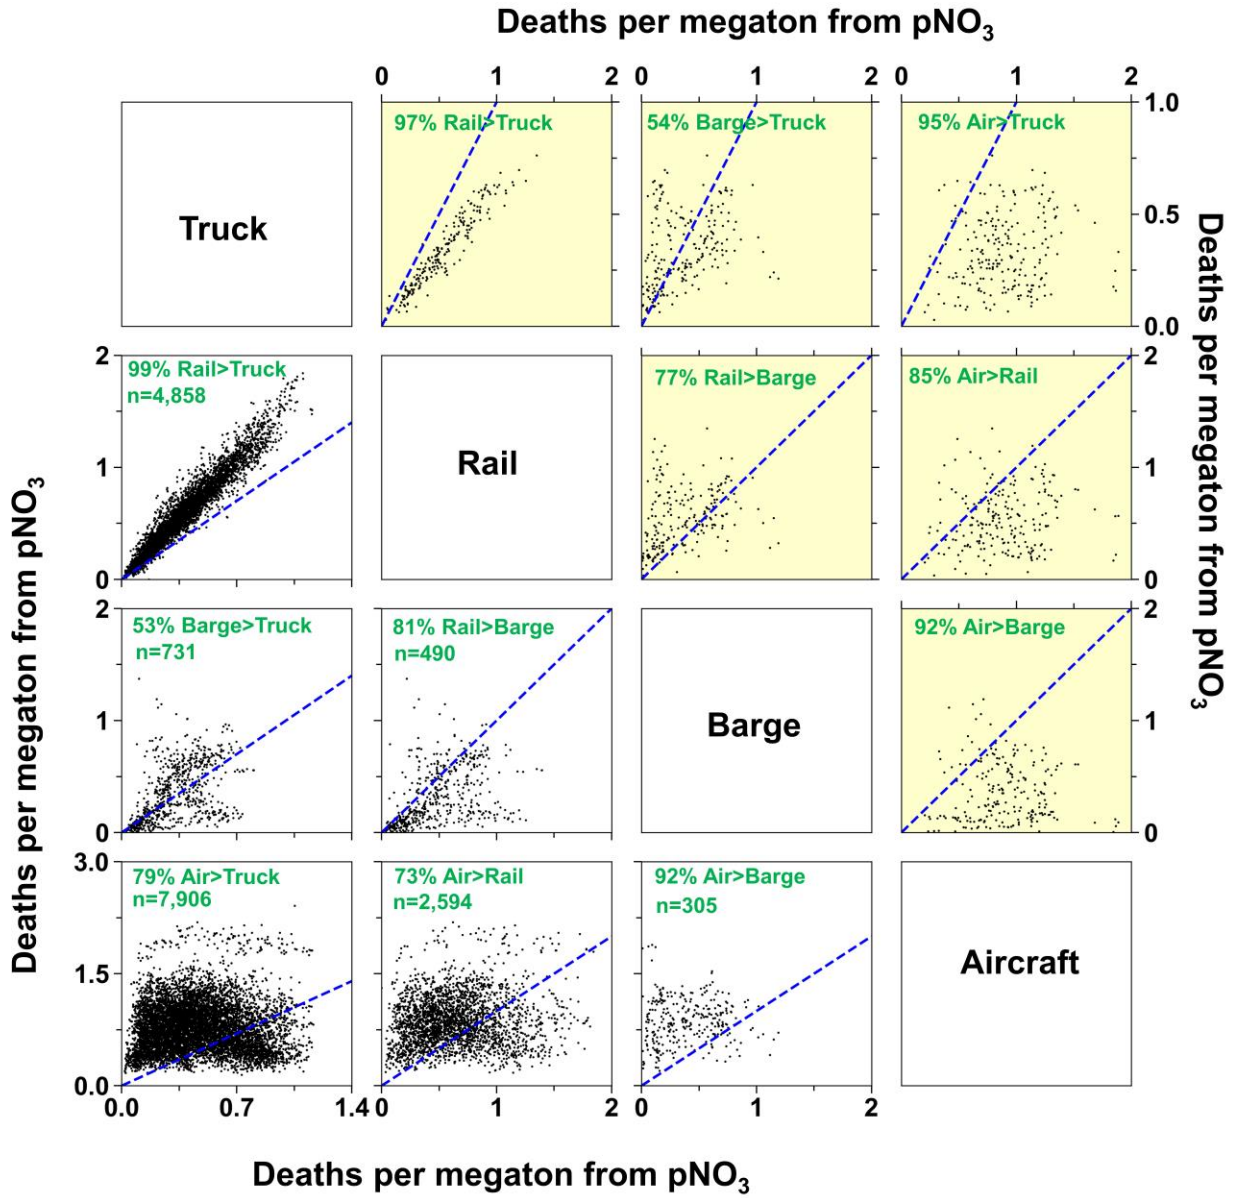 Deaths per megaton from pNO₃
0 1 2 0 1 2 0 1 2
Truck
97% Rail>Truck
54% Barge>Truck
95% Air>Truck
1.0
0.5
0.0
2
1
0
99% Rail>Truck
n=4,858
Rail
77% Rail>Barge
85% Air>Rail
2
1
0
2
1
0
53% Barge>Truck
n=731
81% Rail>Barge
n=490
Barge
92% Air>Barge
2
1
0
3.0
1.5
0.0
79% Air>Truck
n=7,906
73% Air>Rail
n=2,594
92% Air>Barge
n=305
Aircraft
0.0 0.7 1.4 0 1 2 0 1 2
Deaths per megaton from pNO₃
Deaths per megaton from pNO₃
Deaths per megaton from pNO₃